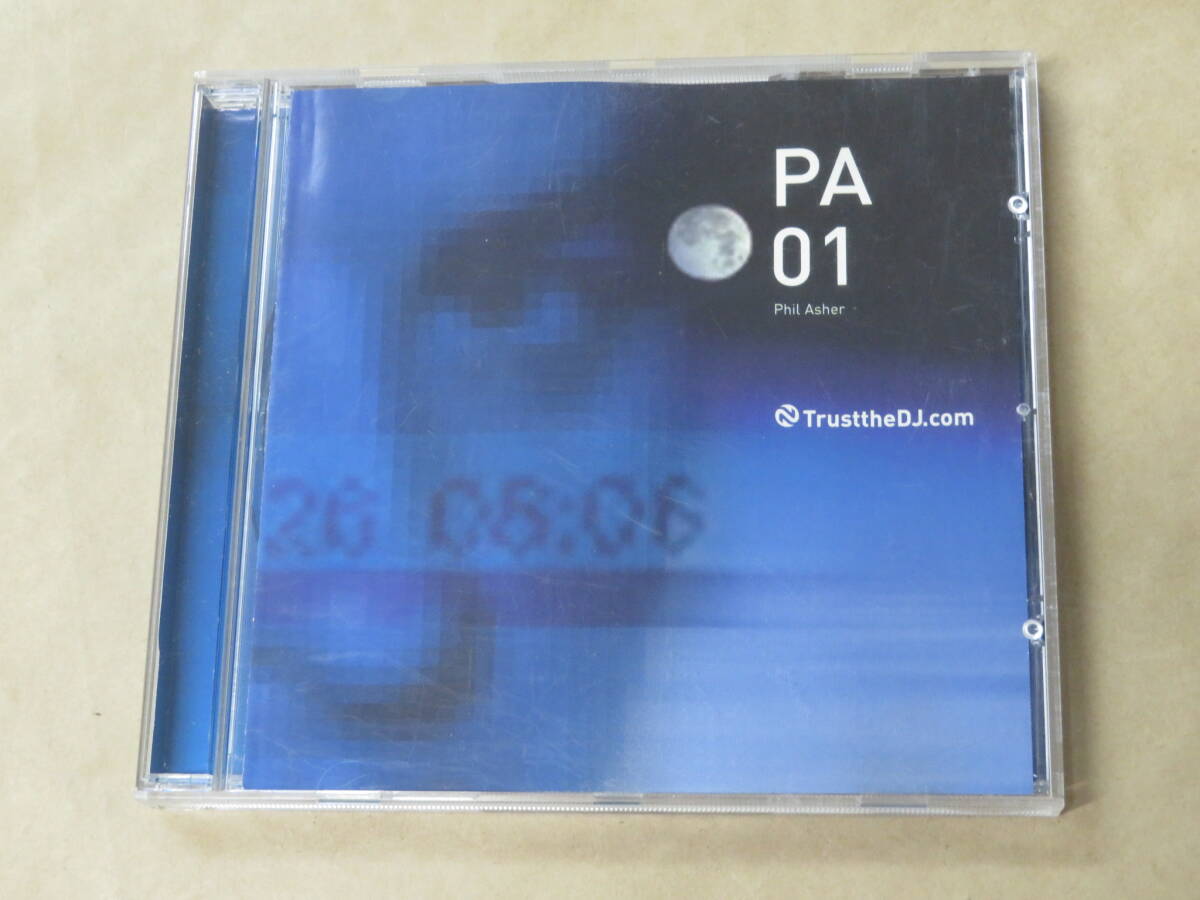 PA
01
Phil Asher
TrusttheDJ.com
26 06:06